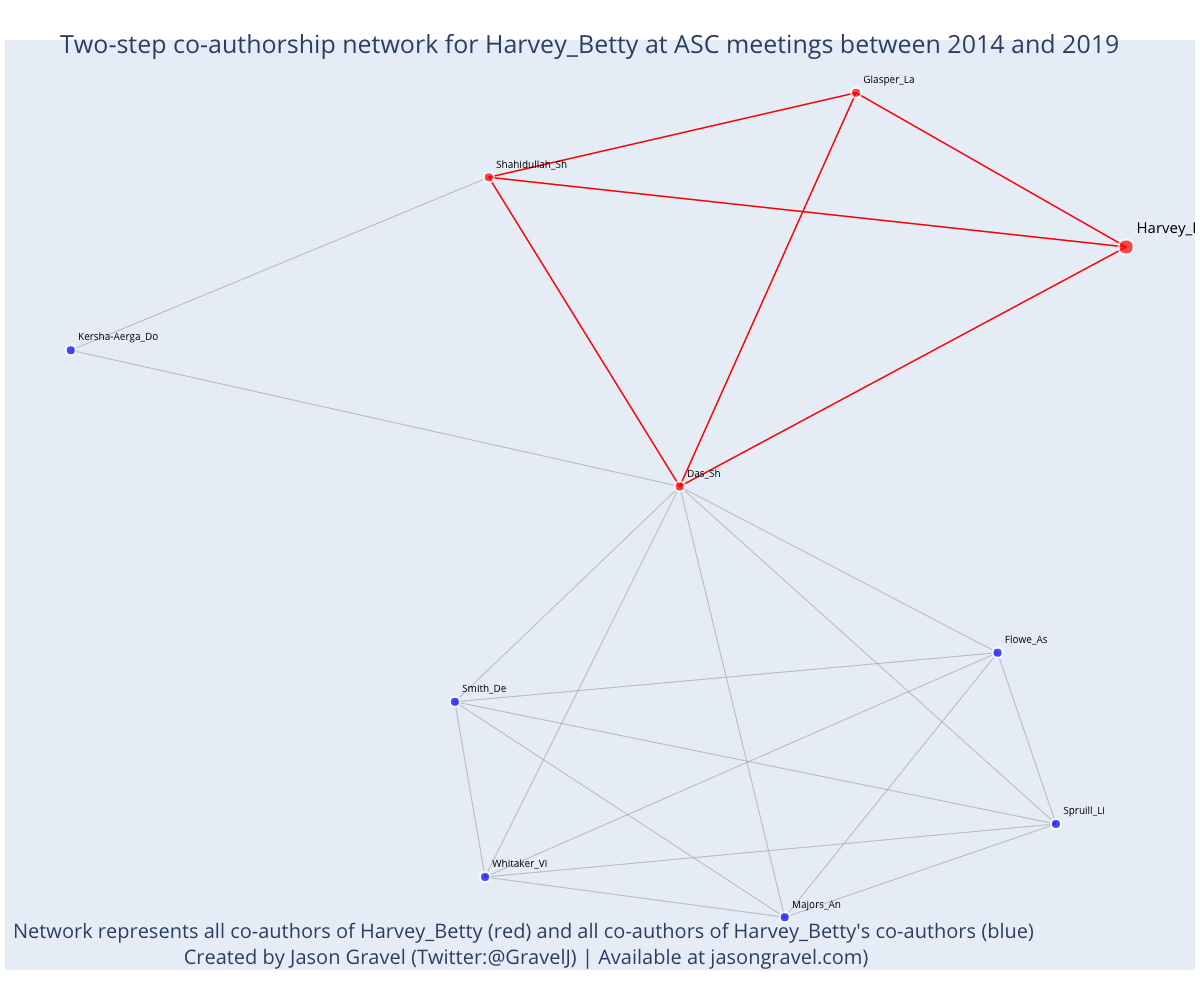 Two-step co-authorship network for Harvey_Betty at ASC meetings between 2014 and 2019
Glasper_La
Shahidullah_Sh
Harvey_
Kersha-Aerga_Do
Das_Sh
Flowe_As
Smith_De
Spruill_Li
Whitaker_Vi
Majors_An
Network represents all co-authors of Harvey_Betty (red) and all co-authors of Harvey_Betty's co-authors (blue)
Created by Jason Gravel (Twitter:@GravelJ) | Available at jasongravel.com)